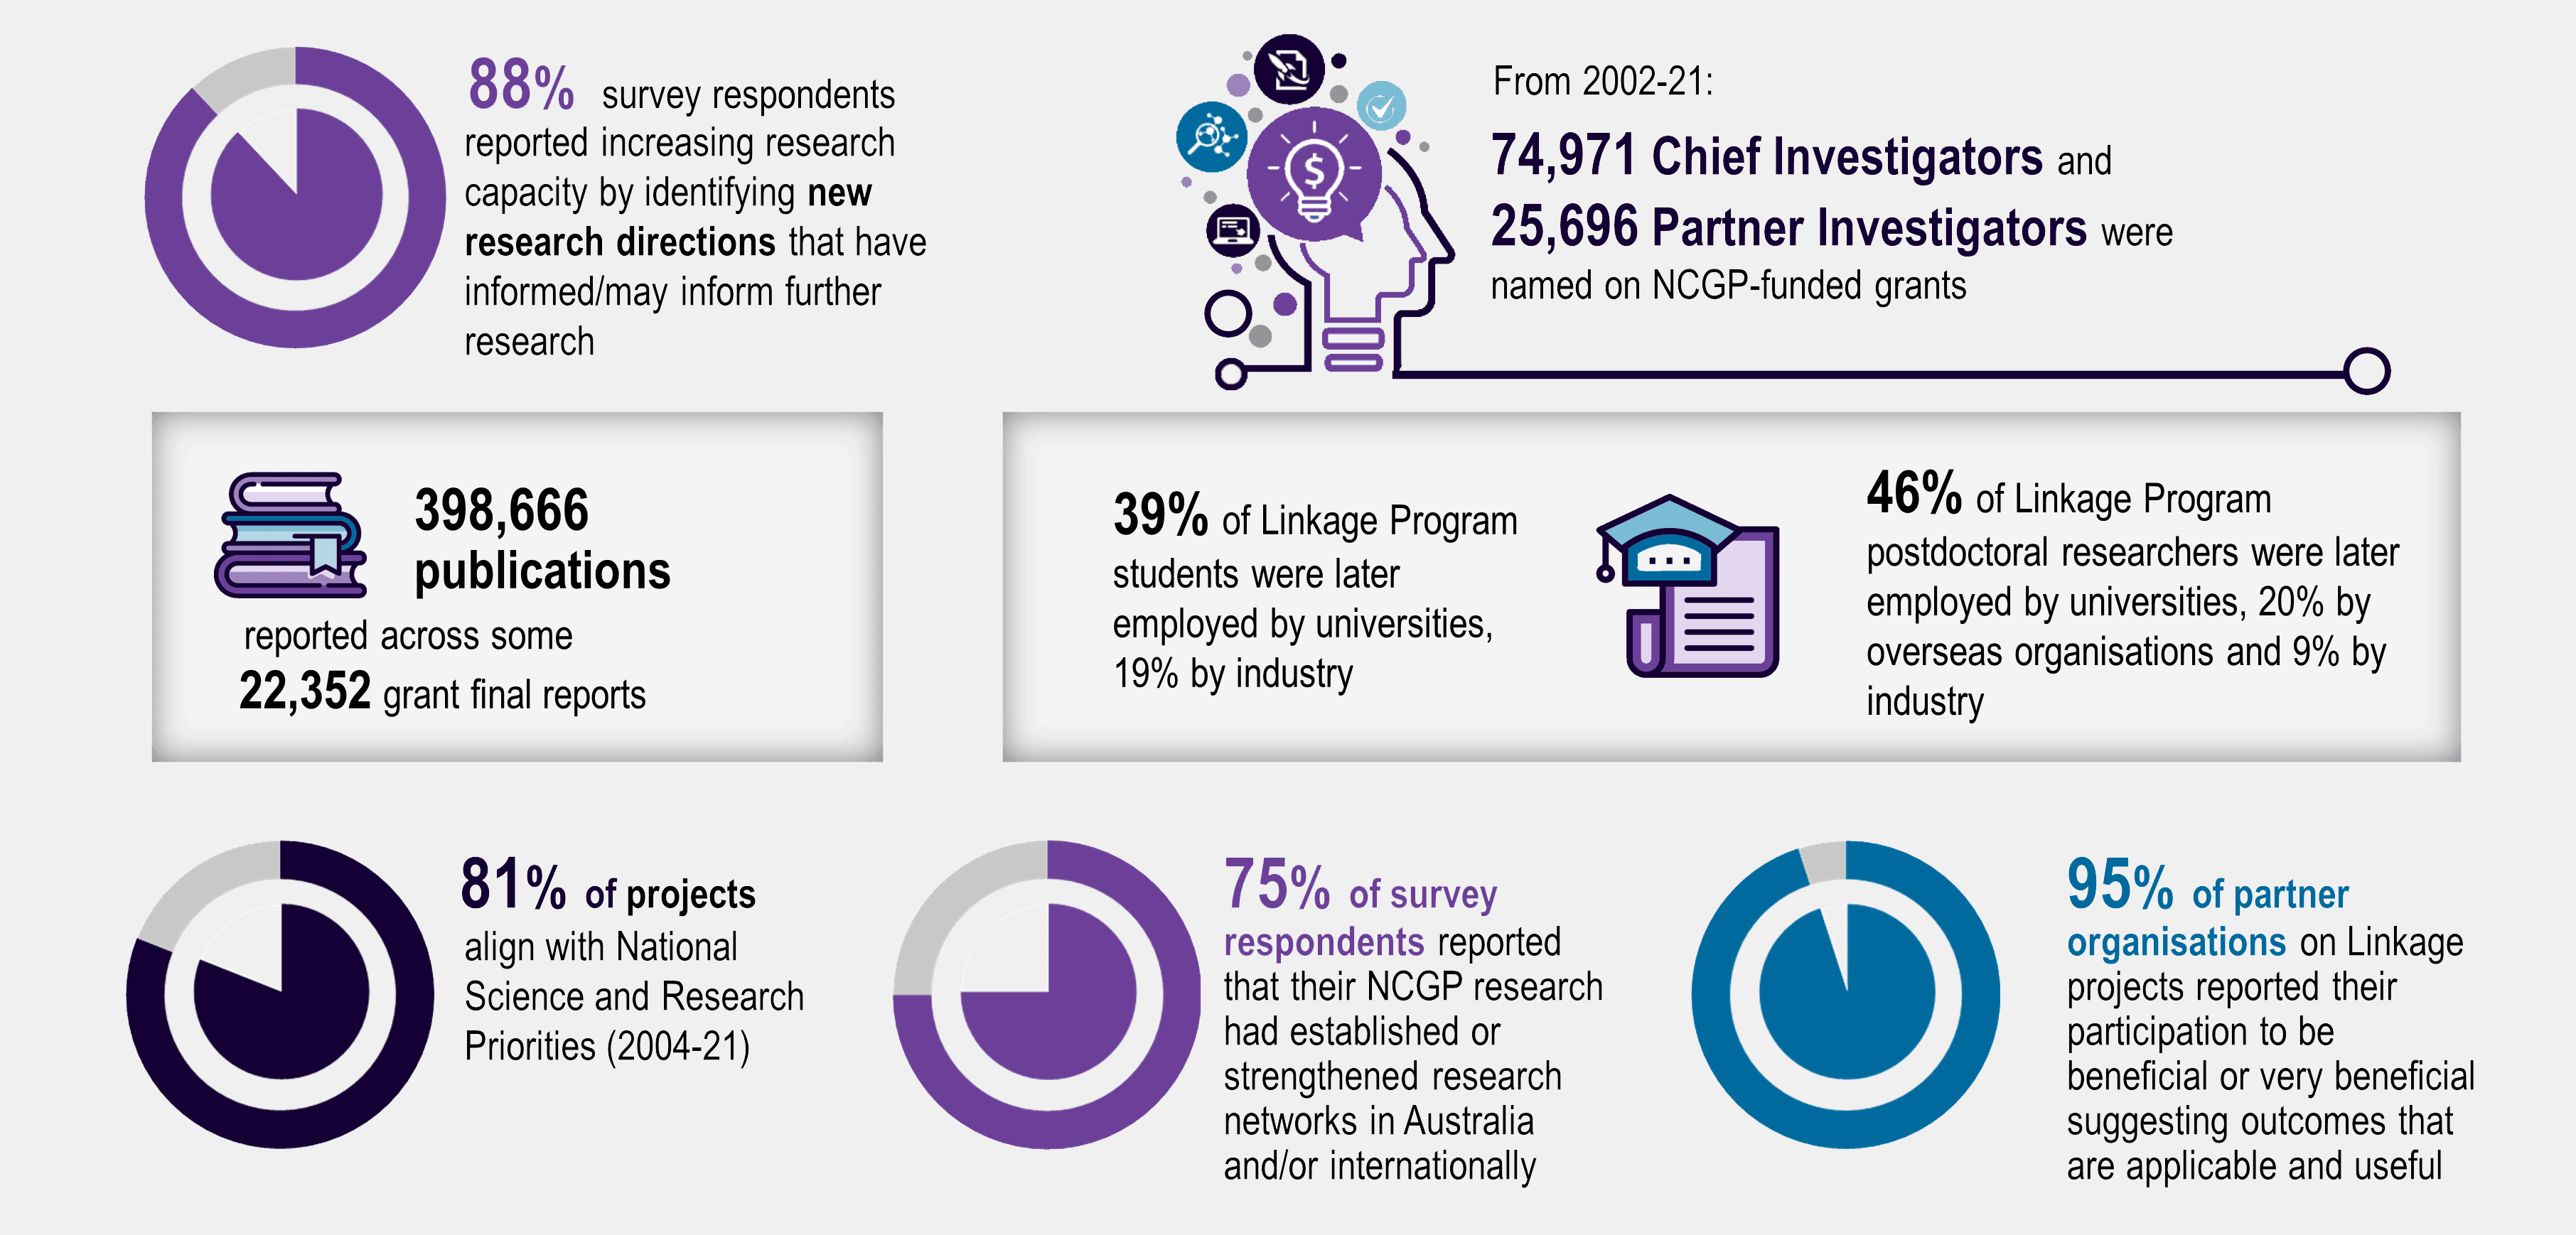 88% survey respondents
reported increasing research
capacity by identifying new
research directions that have
informed/may inform further
research
From 2002-21:
74,971 Chief Investigators and
25,696 Partner Investigators were
named on NCGP-funded grants
398,666
publications
reported across some
22,352 grant final reports
39% of Linkage Program
students were later
employed by universities,
19% by industry
46% of Linkage Program
postdoctoral researchers were later
employed by universities, 20% by
overseas organisations and 9% by
industry
81% of projects
align with National
Science and Research
Priorities (2004-21)
75% of survey
respondents reported
that their NCGP research
had established or
strengthened research
networks in Australia
and/or internationally
95% of partner
organisations on Linkage
projects reported their
participation to be
beneficial or very beneficial
suggesting outcomes that
are applicable and useful